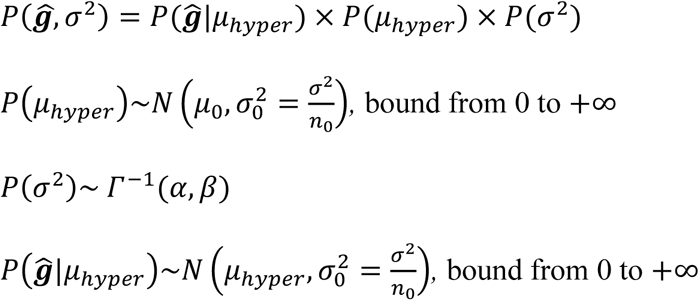 P(𝒈̂, σ²) = P(𝒈̂|μ_hyper) × P(μ_hyper) × P(σ²)
P(μ_hyper)~N(μ₀, σ₀² = σ²/n₀), bound from 0 to +∞
P(σ²)~ Γ⁻¹(α, β)
P(𝒈̂|μ_hyper)~N(μ_hyper, σ₀² = σ²/n₀), bound from 0 to +∞